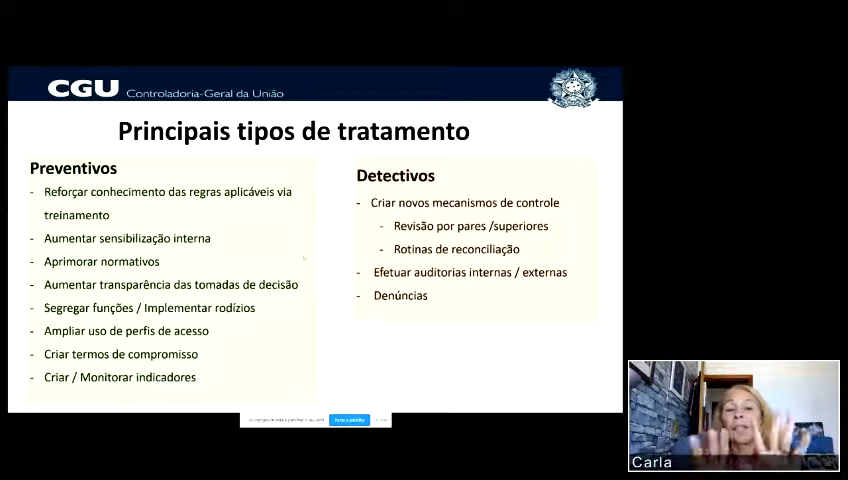 CGU Controladoria-Geral da União
Principais tipos de tratamento
Preventivos
- Reforçar conhecimento das regras aplicáveis via
treinamento
- Aumentar sensibilização interna
- Aprimorar normativos
- Aumentar transparência das tomadas de decisão
- Segregar funções / Implementar rodízios
- Ampliar uso de perfis de acesso
- Criar termos de compromisso
- Criar / Monitorar indicadores
Detectivos
- Criar novos mecanismos de controle
- Revisão por pares /superiores
- Rotinas de reconciliação
- Efetuar auditorias internas / externas
- Denúncias
Carla